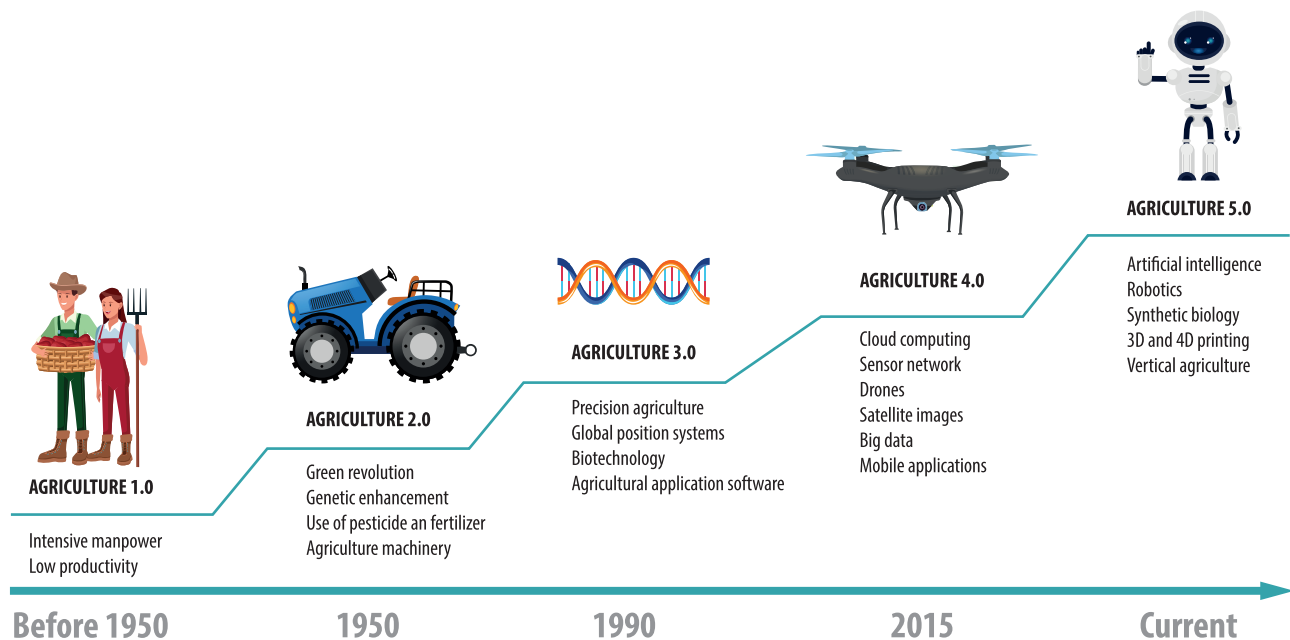 AGRICULTURE 1.0
Intensive manpower
Low productivity
AGRICULTURE 2.0
Green revolution
Genetic enhancement
Use of pesticide an fertilizer
Agriculture machinery
AGRICULTURE 3.0
Precision agriculture
Global position systems
Biotechnology
Agricultural application software
AGRICULTURE 4.0
Cloud computing
Sensor network
Drones
Satellite images
Big data
Mobile applications
AGRICULTURE 5.0
Artificial intelligence
Robotics
Synthetic biology
3D and 4D printing
Vertical agriculture
Before 1950
1950
1990
2015
Current